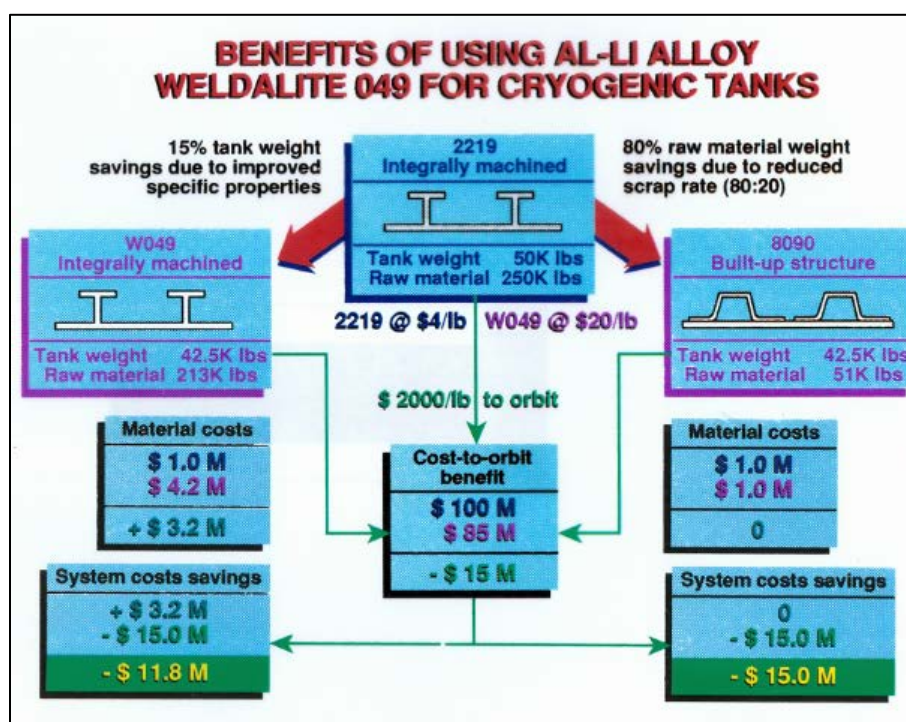 BENEFITS OF USING AL-LI ALLOY
WELDALITE 049 FOR CRYOGENIC TANKS
15% tank weight
savings due to improved
specific properties
2219
Integrally machined
Tank weight 50K lbs
Raw material 250K lbs
80% raw material weight
savings due to reduced
scrap rate (80:20)
W049
Integrally machined
Tank weight 42.5K lbs
Raw material 213K lbs
8090
Built-up structure
Tank weight 42.5K lbs
Raw material 51K lbs
2219 @ $4/lb W049 @ $20/lb
$ 2000/lb to orbit
Material costs
$ 1.0 M
$ 4.2 M
+ $ 3.2 M
Cost-to-orbit
benefit
$ 100 M
$ 85 M
- $ 15 M
Material costs
$ 1.0 M
$ 1.0 M
0
System costs savings
+ $ 3.2 M
- $ 15.0 M
- $ 11.8 M
System costs savings
0
- $ 15.0 M
- $ 15.0 M